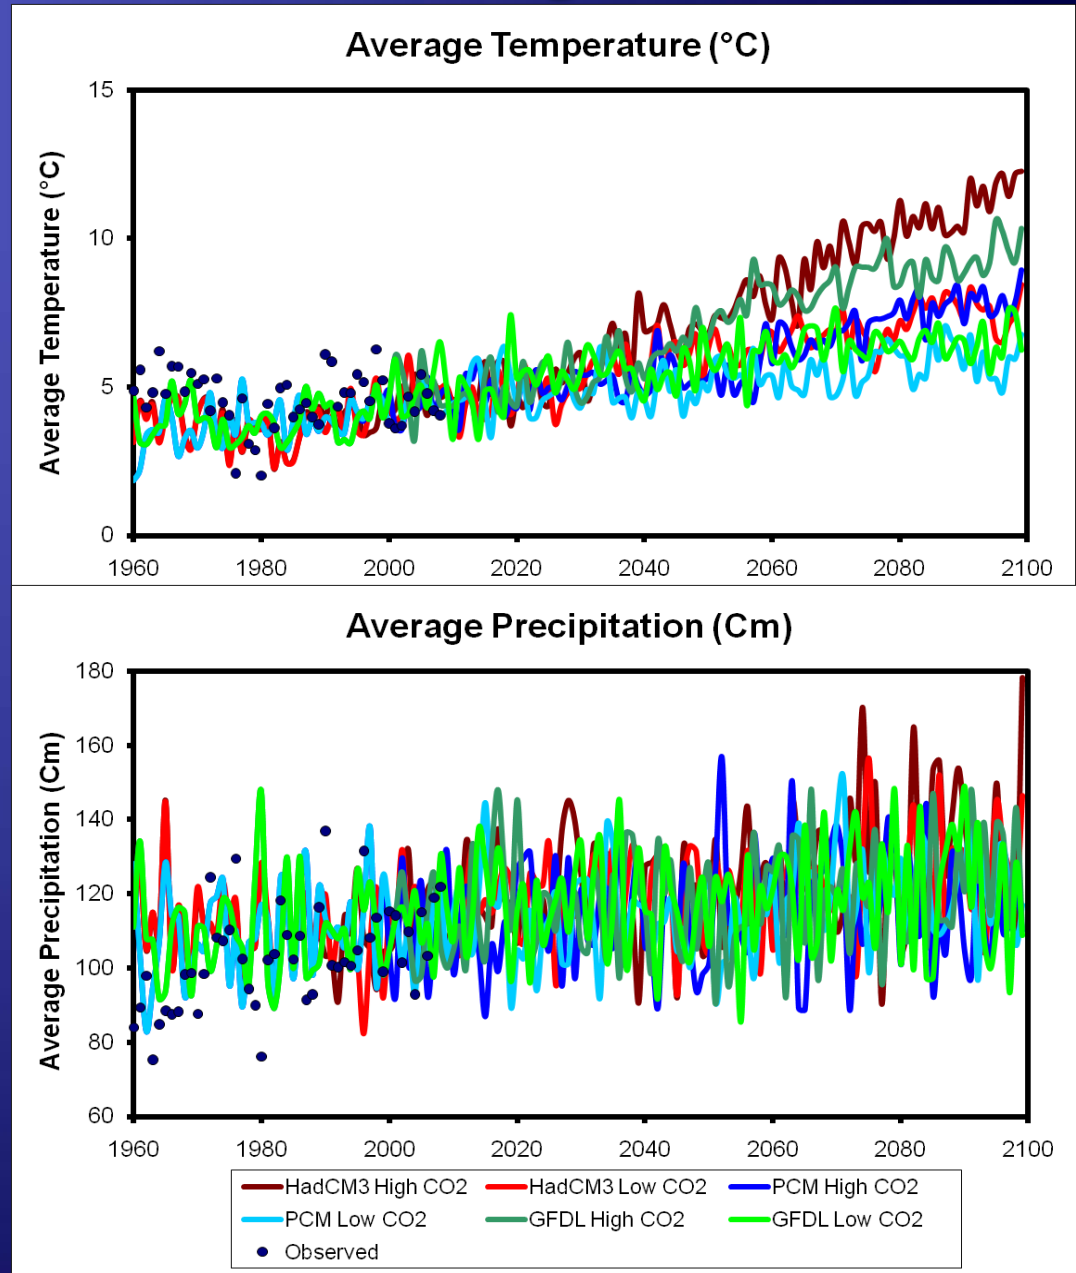 Average Temperature (°C)
Average Temperature (°C)
15
10
5
0
1960 1980 2000 2020 2040 2060 2080 2100
Average Precipitation (Cm)
Average Precipitation (Cm)
180
160
140
120
100
80
60
1960 1980 2000 2020 2040 2060 2080 2100
HadCM3 High CO2 HadCM3 Low CO2 PCM High CO2
PCM Low CO2 GFDL High CO2 GFDL Low CO2
Observed